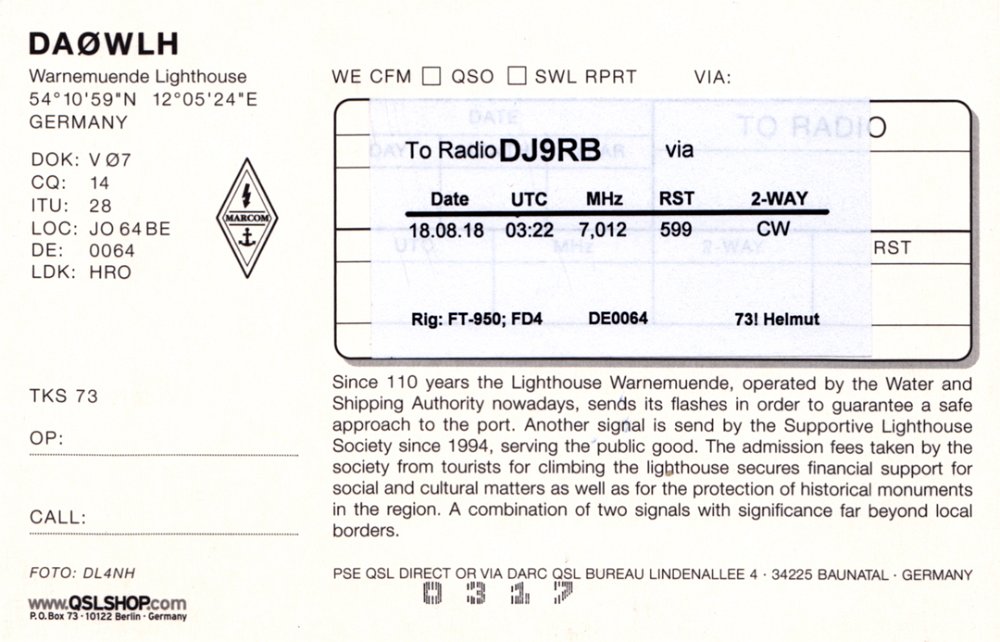 DAØWLH
Warnemuende Lighthouse
54°10'59"N 12°05'24"E
GERMANY
DOK: V Ø7
CQ: 14
ITU: 28
LOC: JO 64 BE
DE: 0064
LDK: HRO
MARCOM
WE CFM □ QSO □ SWL RPRT VIA:
DATE
TO RADIO
DAY
To Radio DJ9RB via
Date UTC MHz RST 2-WAY
18.08.18 03:22 7,012 599 CW
UTC MHz 2-WAY RST
Rig: FT-950; FD4 DE0064 73! Helmut
TKS 73
OP:
CALL:
Since 110 years the Lighthouse Warnemuende, operated by the Water and
Shipping Authority nowadays, sends its flashes in order to guarantee a safe
approach to the port. Another signal is send by the Supportive Lighthouse
Society since 1994, serving the public good. The admission fees taken by the
society from tourists for climbing the lighthouse secures financial support for
social and cultural matters as well as for the protection of historical monuments
in the region. A combination of two signals with significance far beyond local
borders.
FOTO: DL4NH
www.QSLSHOP.com
P.O.Box 73 · 10122 Berlin · Germany
PSE QSL DIRECT OR VIA DARC QSL BUREAU LINDENALLEE 4 · 34225 BAUNATAL · GERMANY
0317